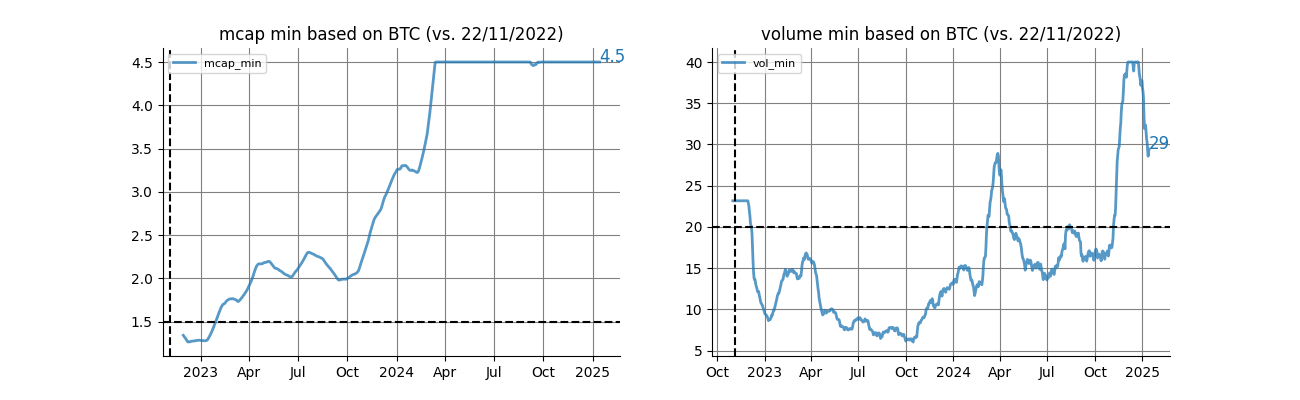 mcap min based on BTC (vs. 22/11/2022)
4.5
4.0
3.5
3.0
2.5
2.0
1.5
mcap_min
4.5
2023 Apr Jul Oct 2024 Apr Jul Oct 2025
volume min based on BTC (vs. 22/11/2022)
40
35
30
25
20
15
10
5
vol_min
29
Oct 2023 Apr Jul Oct 2024 Apr Jul Oct 2025